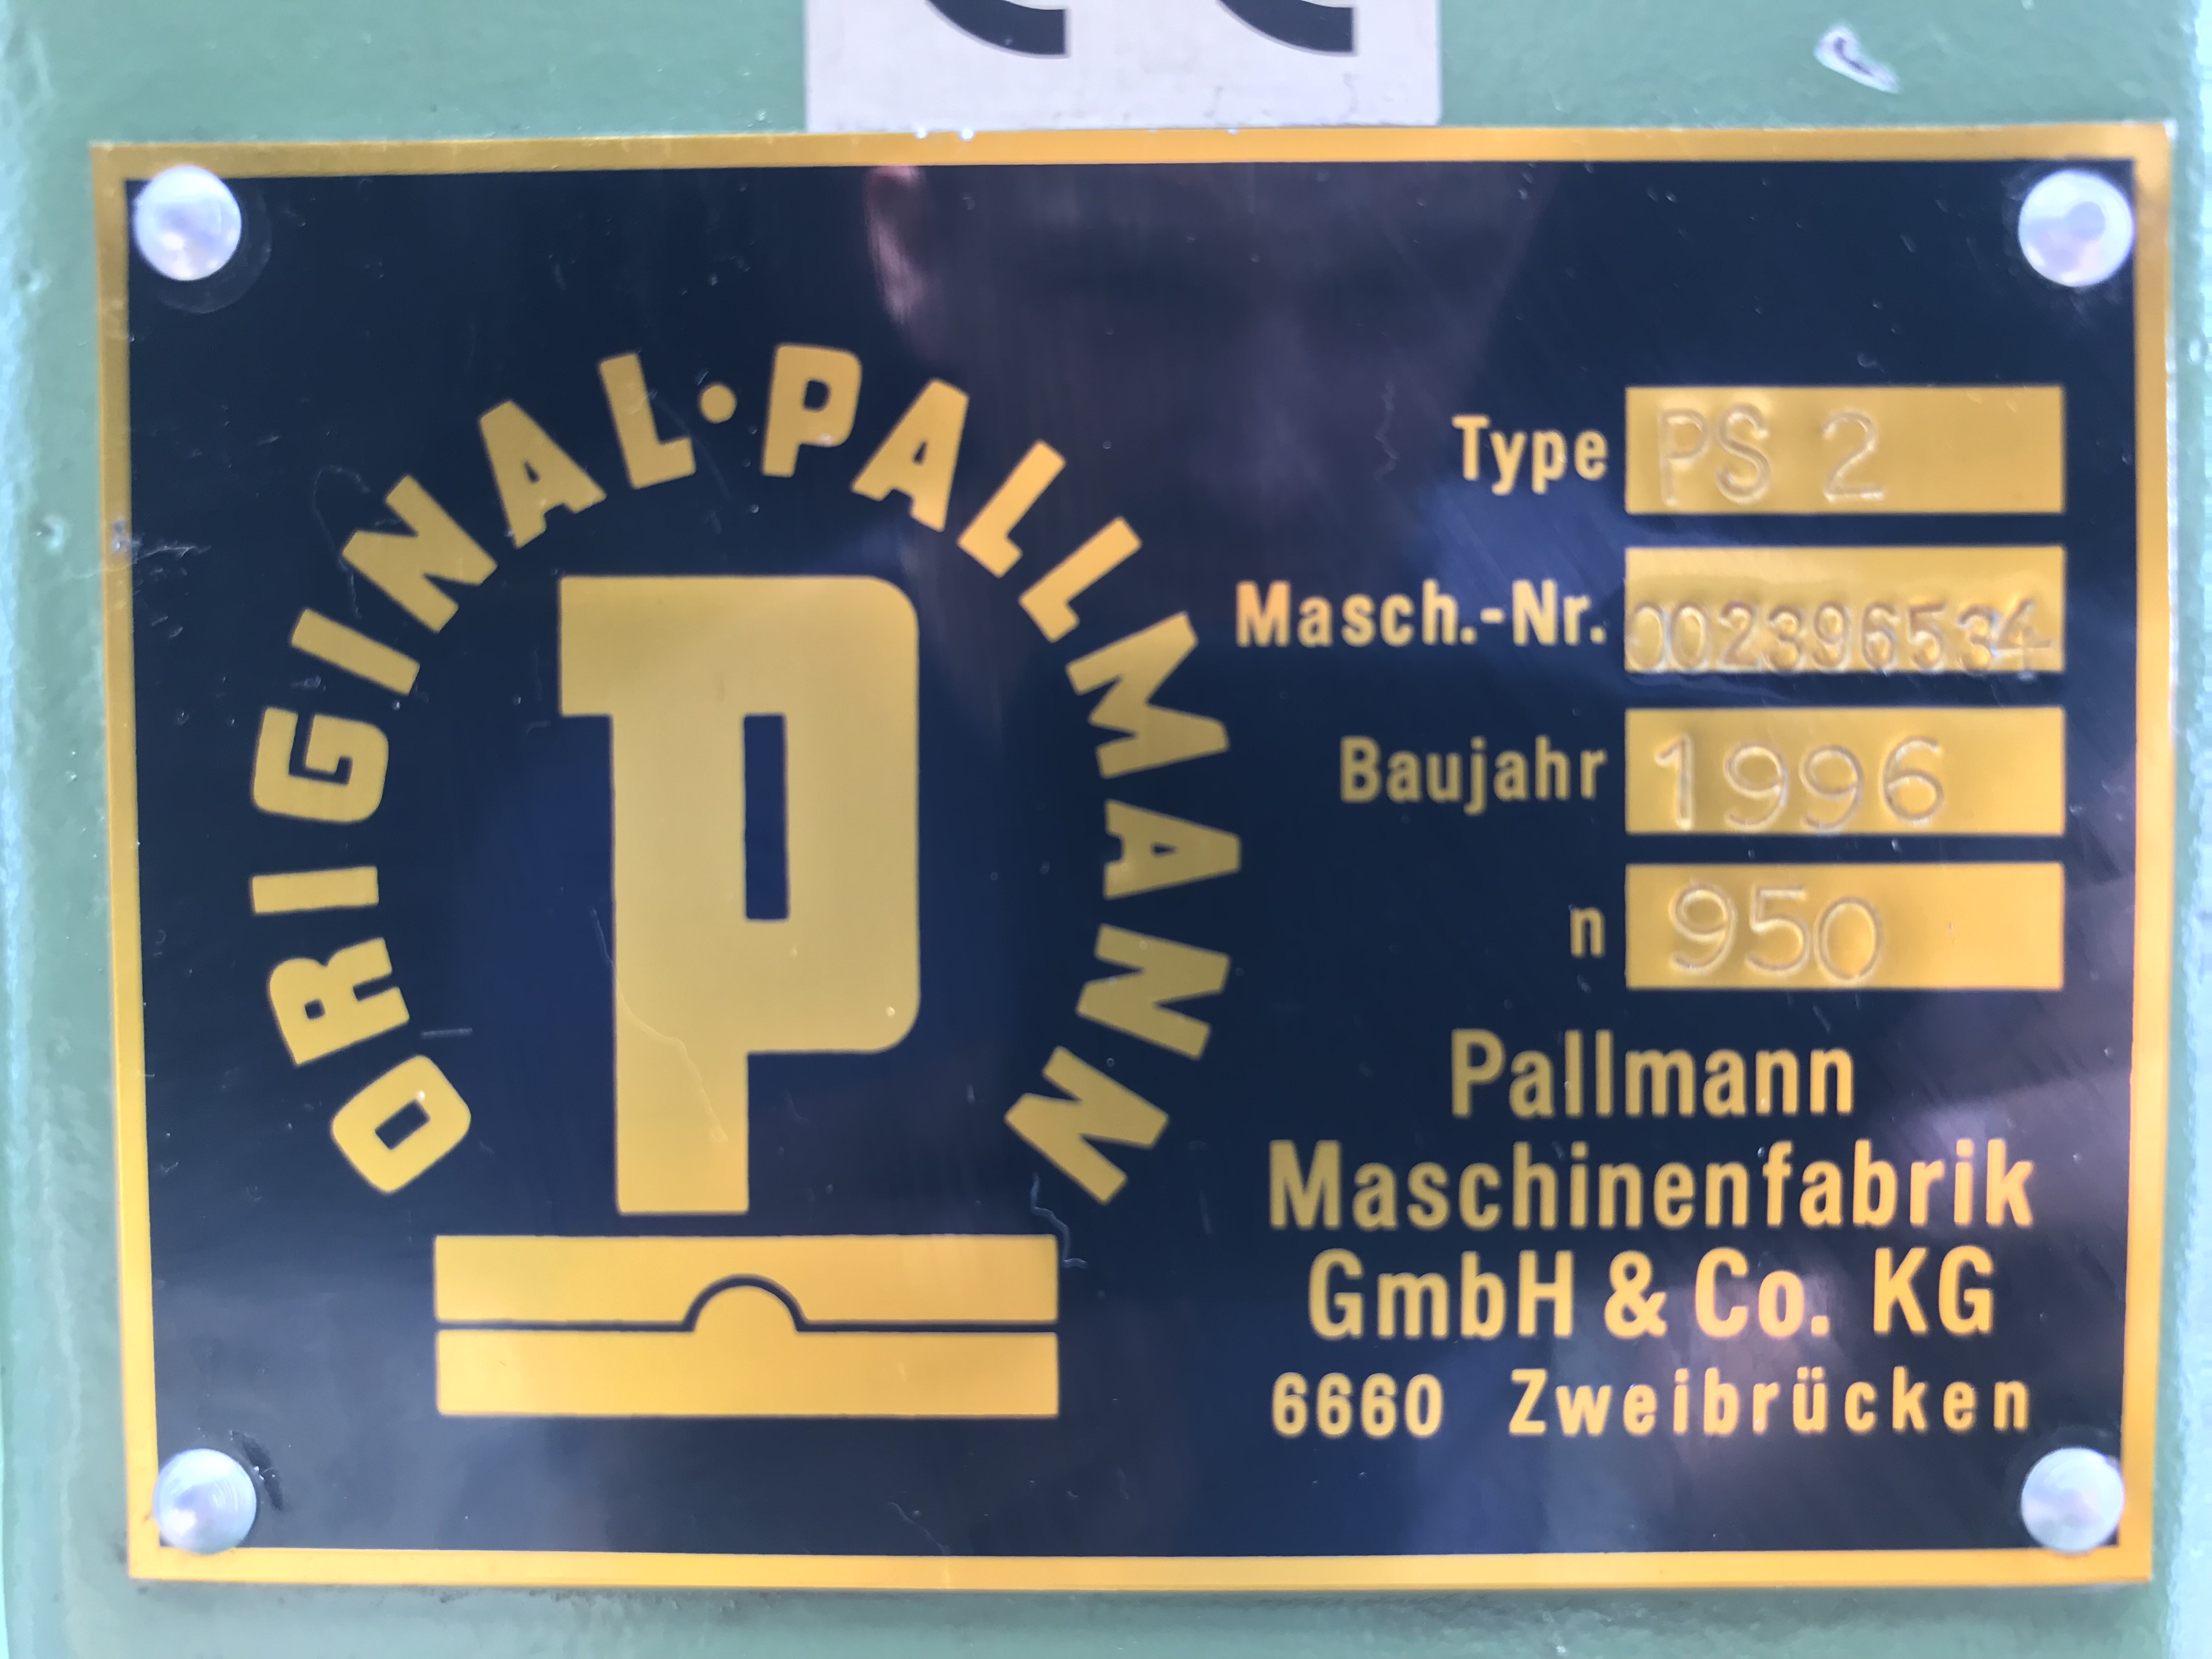 ORIGINAL·PALLMANN
P
Type PS 2
Masch.-Nr. 002396534
Baujahr 1996
n 950
Pallmann
Maschinenfabrik
GmbH & Co. KG
6660 Zweibrücken